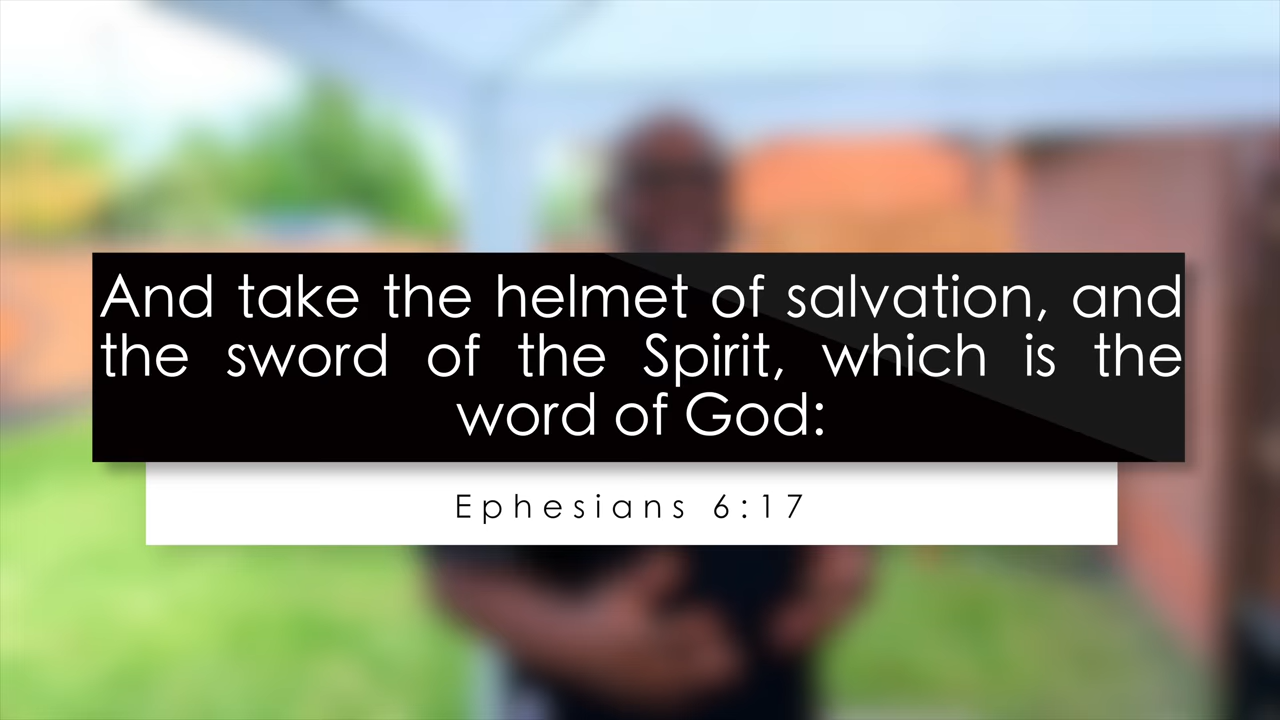 And take the helmet of salvation, and
the sword of the Spirit, which is the
word of God:
Ephesians 6:17